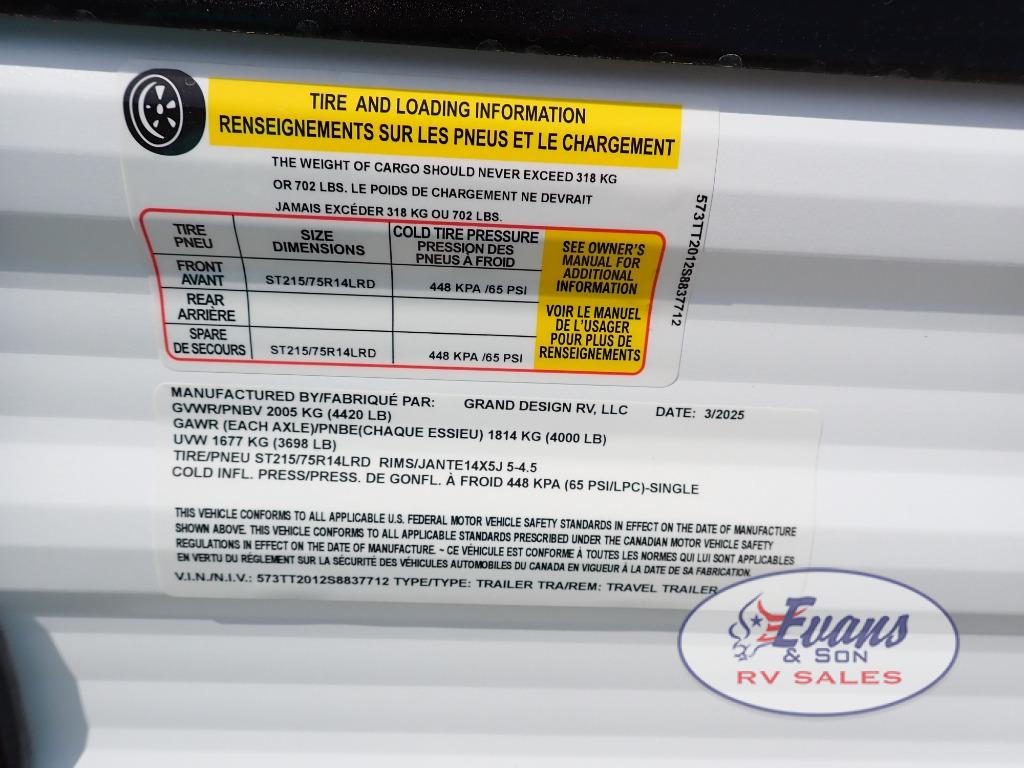 TIRE AND LOADING INFORMATION
RENSEIGNEMENTS SUR LES PNEUS ET LE CHARGEMENT
THE WEIGHT OF CARGO SHOULD NEVER EXCEED 318 KG
OR 702 LBS. LE POIDS DE CHARGEMENT NE DEVRAIT
JAMAIS EXCÉDER 318 KG OU 702 LBS.
TIRE
PNEU
SIZE
DIMENSIONS
COLD TIRE PRESSURE
PRESSION DES
PNEUS À FROID
SEE OWNER'S
MANUAL FOR
ADDITIONAL
INFORMATION
FRONT
AVANT
ST215/75R14LRD
448 KPA /65 PSI
REAR
ARRIÈRE
VOIR LE MANUEL
DE L'USAGER
POUR PLUS DE
RENSEIGNEMENTS
SPARE
DE SECOURS
ST215/75R14LRD
448 KPA /65 PSI
573TT2012S8837712
MANUFACTURED BY/FABRIQUÉ PAR: GRAND DESIGN RV, LLC DATE: 3/2025
GVWR/PNBV 2005 KG (4420 LB)
GAWR (EACH AXLE)/PNBE(CHAQUE ESSIEU) 1814 KG (4000 LB)
UVW 1677 KG (3698 LB)
TIRE/PNEU ST215/75R14LRD RIMS/JANTE14X5J 5-4.5
COLD INFL. PRESS/PRESS. DE GONFL. À FROID 448 KPA (65 PSI/LPC)-SINGLE
THIS VEHICLE CONFORMS TO ALL APPLICABLE U.S. FEDERAL MOTOR VEHICLE SAFETY STANDARDS IN EFFECT ON THE DATE OF MANUFACTURE
SHOWN ABOVE. THIS VEHICLE CONFORMS TO ALL APPLICABLE STANDARDS PRESCRIBED UNDER THE CANADIAN MOTOR VEHICLE SAFETY
REGULATIONS IN EFFECT ON THE DATE OF MANUFACTURE. ~ CE VÉHICULE EST CONFORME À TOUTES LES NORMES QUI LUI SONT APPLICABLES
EN VERTU DU RÉGLEMENT SUR LA SÉCURITÉ DES VÉHICULES AUTOMOBILES DU CANADA EN VIGUEUR À LA DATE DE SA FABRICATION.
V.I.N./N.I.V.: 573TT2012S8837712 TYPE/TYPE: TRAILER TRA/REM: TRAVEL TRAILER
Evans
& SON
RV SALES